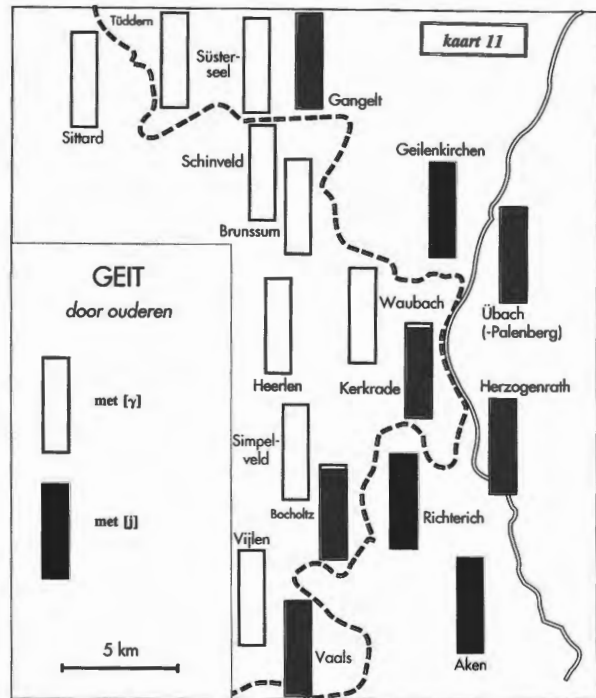 Tüddern
Süster-
seel
kaart 11
Sittard
Gangelt
Schinveld
Geilenkirchen
Brunssum
GEIT
door ouderen
Waubach
Übach
(-Palenberg)
Heerlen
Kerkrade
Herzogenrath
met [γ]
Simpel-
veld
met [j]
Bocholtz
Richterich
Vijlen
5 km
Vaals
Aken